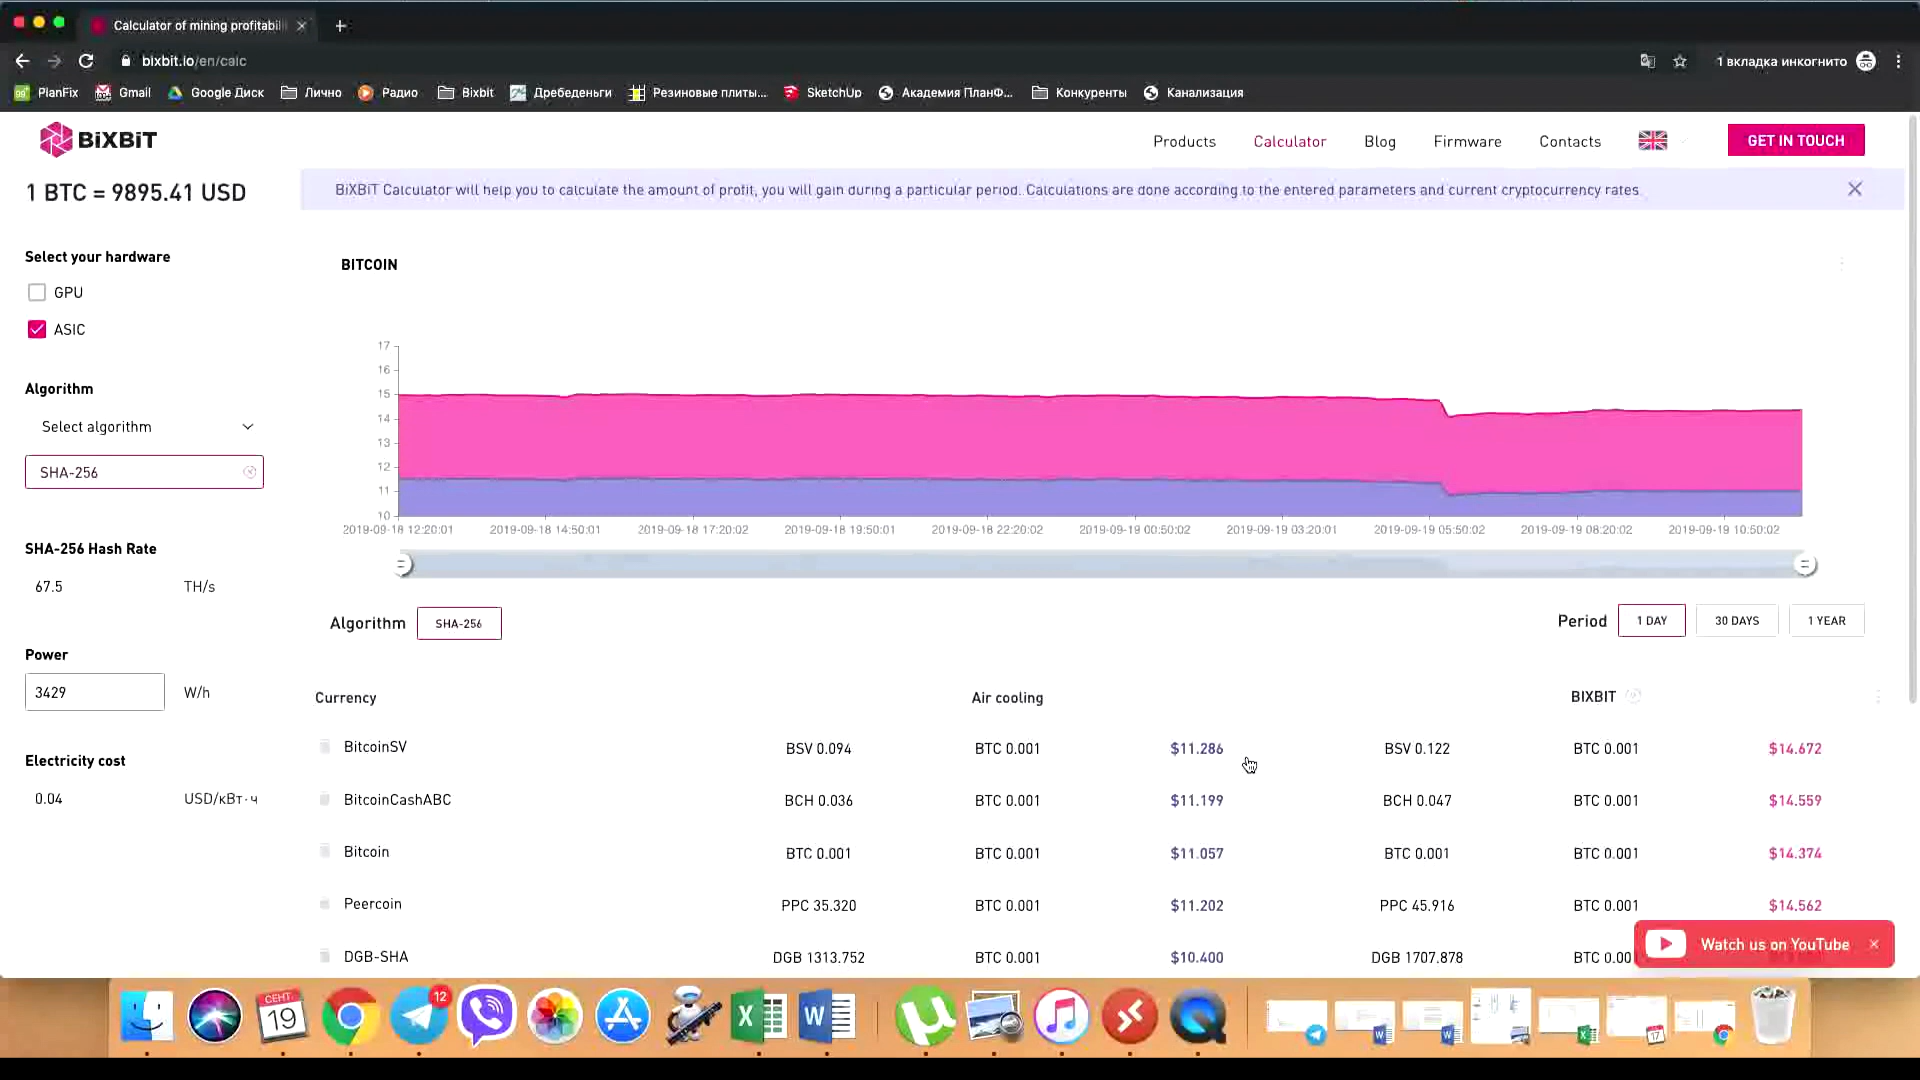 Calculator of mining profitabil
bixbit.io/en/calc
1 вкладка инкогнито
PlanFix
Gmail
Google Диск
Лично
Радио
Bixbit
Дребеденьги
Резиновые плиты...
SketchUp
Академия ПланФ...
Конкуренты
Канализация
BiXBiT
Products
Calculator
Blog
Firmware
Contacts
GET IN TOUCH
1 BTC = 9895.41 USD
BiXBiT Calculator will help you to calculate the amount of profit, you will gain during a particular period. Calculations are done according to the entered parameters and current cryptocurrency rates.
Select your hardware
GPU
ASIC
Algorithm
Select algorithm
SHA-256
SHA-256 Hash Rate
67.5 TH/s
Power
3429 W/h
Electricity cost
0.04 USD/кВт·ч
BITCOIN
17
16
15
14
13
12
11
10
2019-09-18 12:20:01 2019-09-18 14:50:01 2019-09-18 17:20:02 2019-09-18 19:50:01 2019-09-18 22:20:02 2019-09-19 00:50:02 2019-09-19 03:20:01 2019-09-19 05:50:02 2019-09-19 08:20:02 2019-09-19 10:50:02
Algorithm SHA-256
Period 1 DAY 30 DAYS 1 YEAR
Currency Air cooling BIXBIT
BitcoinSV BSV 0.094 BTC 0.001 $11.286 BSV 0.122 BTC 0.001 $14.672
BitcoinCashABC BCH 0.036 BTC 0.001 $11.199 BCH 0.047 BTC 0.001 $14.559
Bitcoin BTC 0.001 BTC 0.001 $11.057 BTC 0.001 BTC 0.001 $14.374
Peercoin PPC 35.320 BTC 0.001 $11.202 PPC 45.916 BTC 0.001 $14.562
DGB-SHA DGB 1313.752 BTC 0.001 $10.400 DGB 1707.878 BTC 0.00
Watch us on YouTube
СЕНТ.
19
12